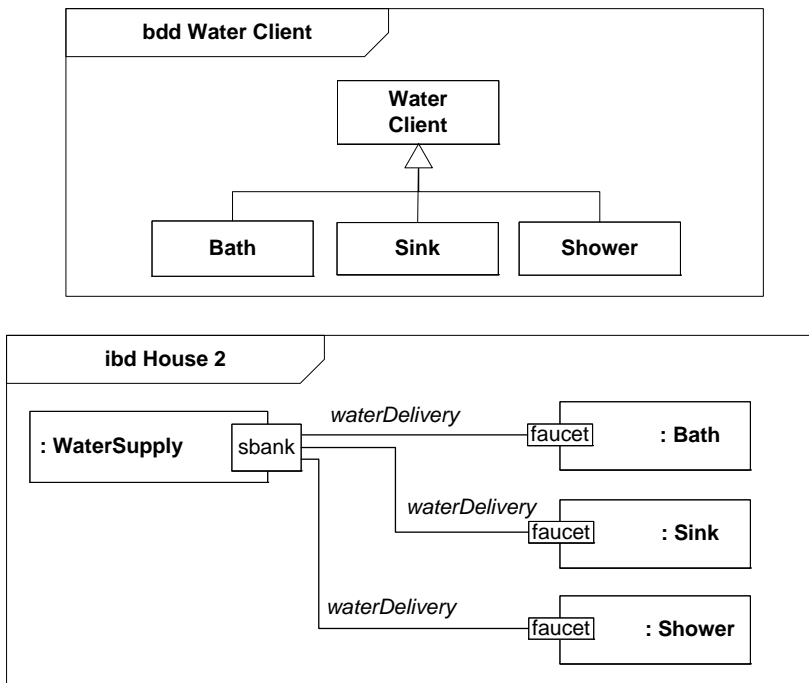 bdd Water Client
Water
Client
Bath
Sink
Shower
ibd House 2
: WaterSupply
sbank
waterDelivery
faucet
: Bath
waterDelivery
faucet
: Sink
waterDelivery
faucet
: Shower